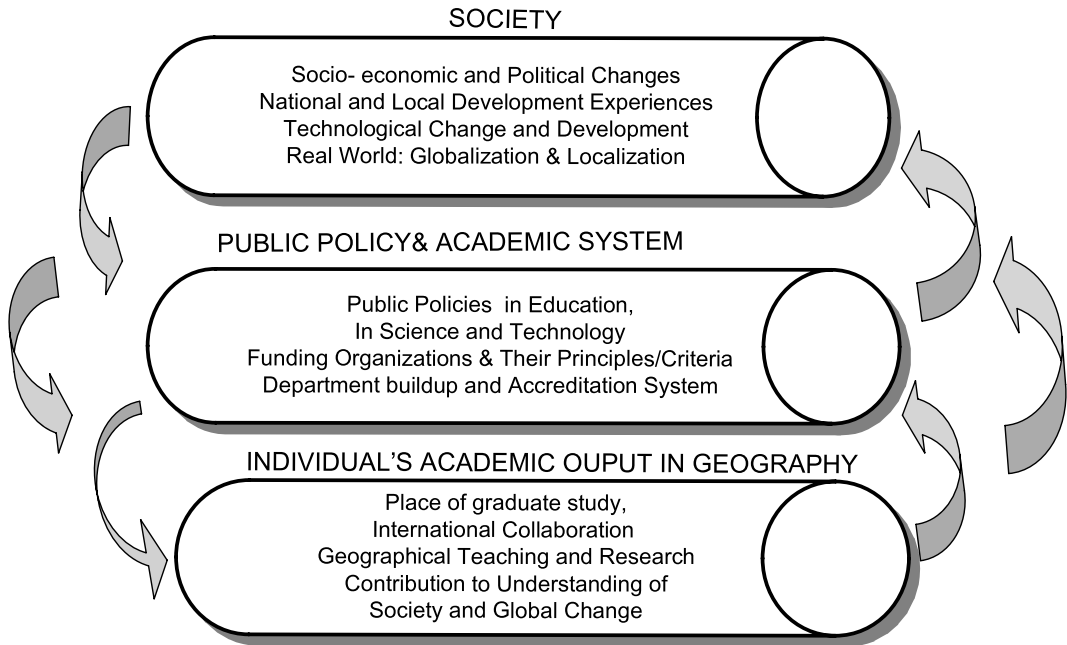 SOCIETY
Socio- economic and Political Changes
National and Local Development Experiences
Technological Change and Development
Real World: Globalization & Localization
PUBLIC POLICY& ACADEMIC SYSTEM
Public Policies in Education,
In Science and Technology
Funding Organizations & Their Principles/Criteria
Department buildup and Accreditation System
INDIVIDUAL'S ACADEMIC OUPUT IN GEOGRAPHY
Place of graduate study,
International Collaboration
Geographical Teaching and Research
Contribution to Understanding of
Society and Global Change